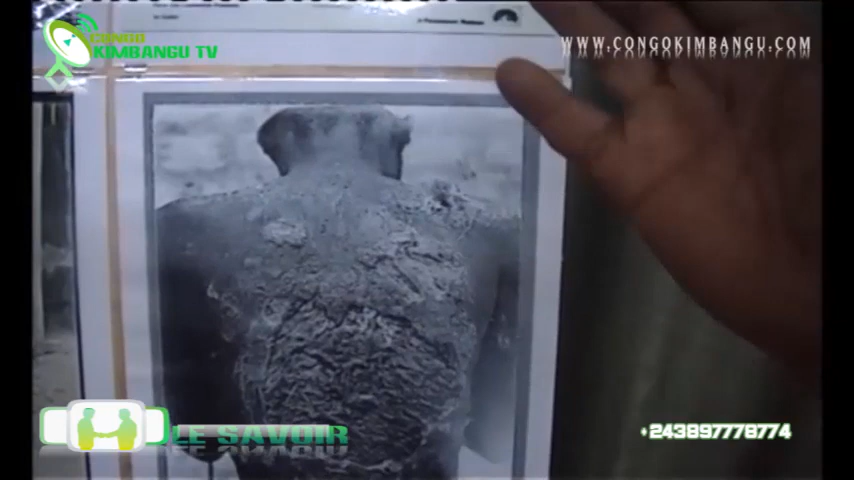 CONGO
KIMBANGU TV
WWW.CONGOKIMBANGU.COM
LE SAVOIR
+243897778774